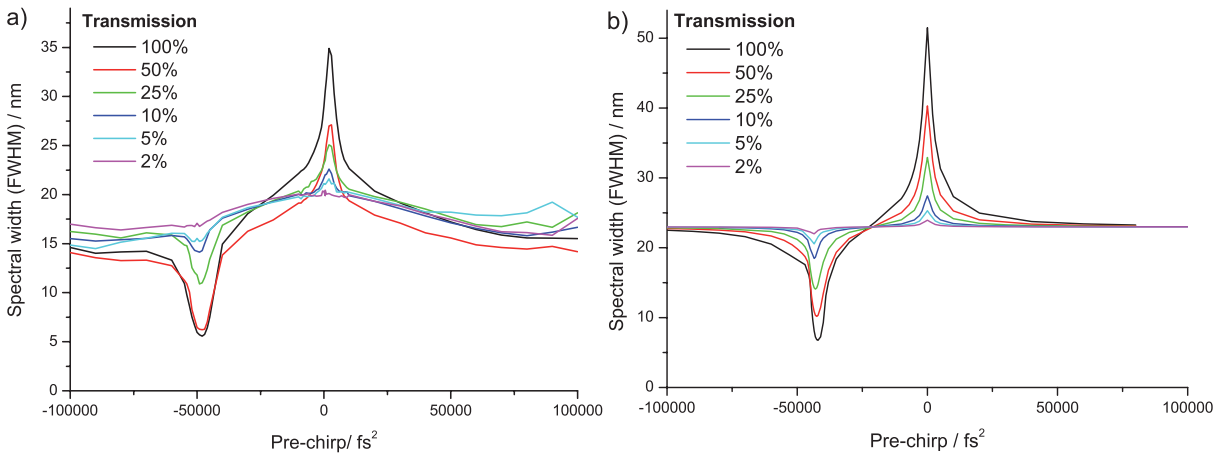 a)
Transmission
100%
50%
25%
10%
5%
2%
Spectral width (FWHM) / nm
35
30
25
20
15
10
5
0
-100000 -50000 0 50000 100000
Pre-chirp/ fs²
b)
Transmission
100%
50%
25%
10%
5%
2%
Spectral width (FWHM) / nm
50
40
30
20
10
0
-100000 -50000 0 50000 100000
Pre-chirp / fs²